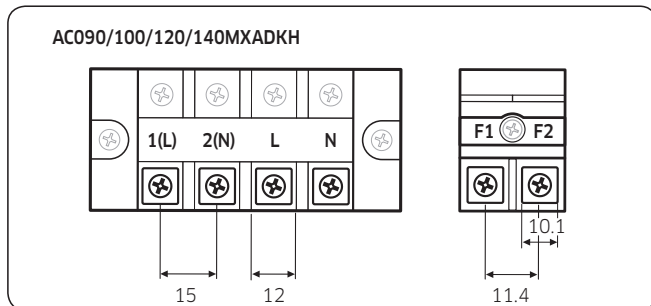 AC090/100/120/140MXADKH
1(L) 2(N) L N
F1 F2
10.1
15 12 11.4